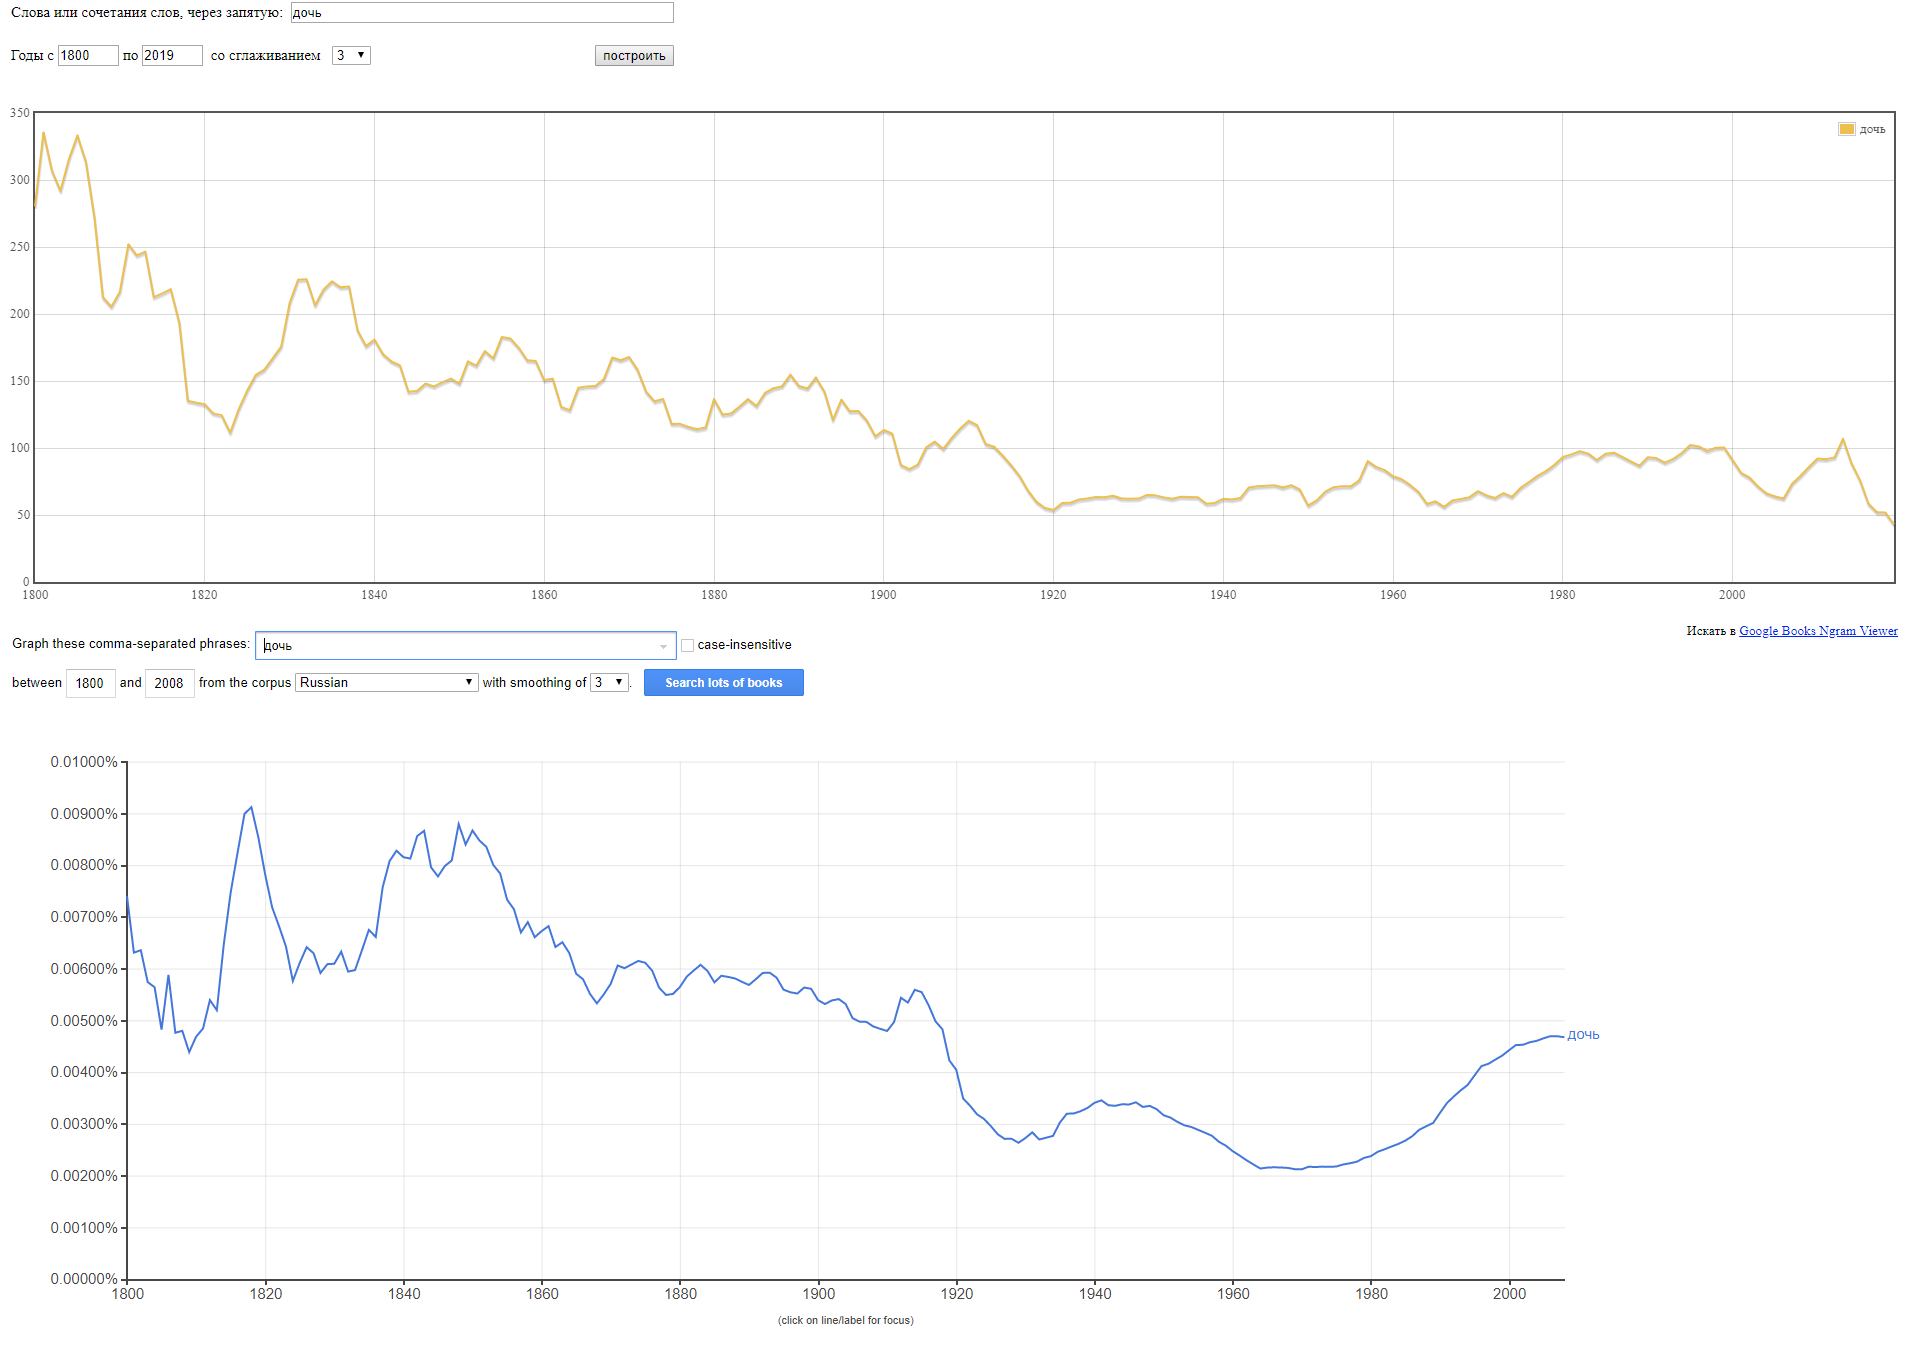 Слова или сочетания слов, через запятую: дочь
Годы с 1800 по 2019 со сглаживанием 3 построить
350
300
250
200
150
100
50
0
дочь
1800 1820 1840 1860 1880 1900 1920 1940 1960 1980 2000
Искать в Google Books Ngram Viewer
Graph these comma-separated phrases: дочь case-insensitive
between 1800 and 2008 from the corpus Russian with smoothing of 3. Search lots of books
0.01000%
0.00900%
0.00800%
0.00700%
0.00600%
0.00500%
0.00400%
0.00300%
0.00200%
0.00100%
0.00000%
дочь
1800 1820 1840 1860 1880 1900 1920 1940 1960 1980 2000
(click on line/label for focus)